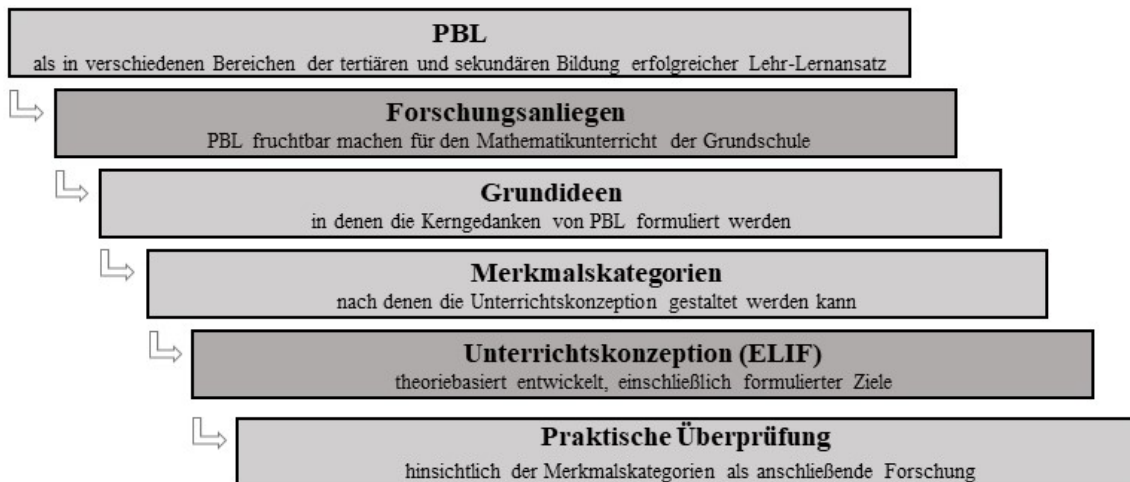 PBL
als in verschiedenen Bereichen der tertiären und sekundären Bildung erfolgreicher Lehr-Lernansatz
Forschungsanliegen
PBL fruchtbar machen für den Mathematikunterricht der Grundschule
Grundideen
in denen die Kerngedanken von PBL formuliert werden
Merkmalskategorien
nach denen die Unterrichtskonzeption gestaltet werden kann
Unterrichtskonzeption (ELIF)
theoriebasiert entwickelt, einschließlich formulierter Ziele
Praktische Überprüfung
hinsichtlich der Merkmalskategorien als anschließende Forschung